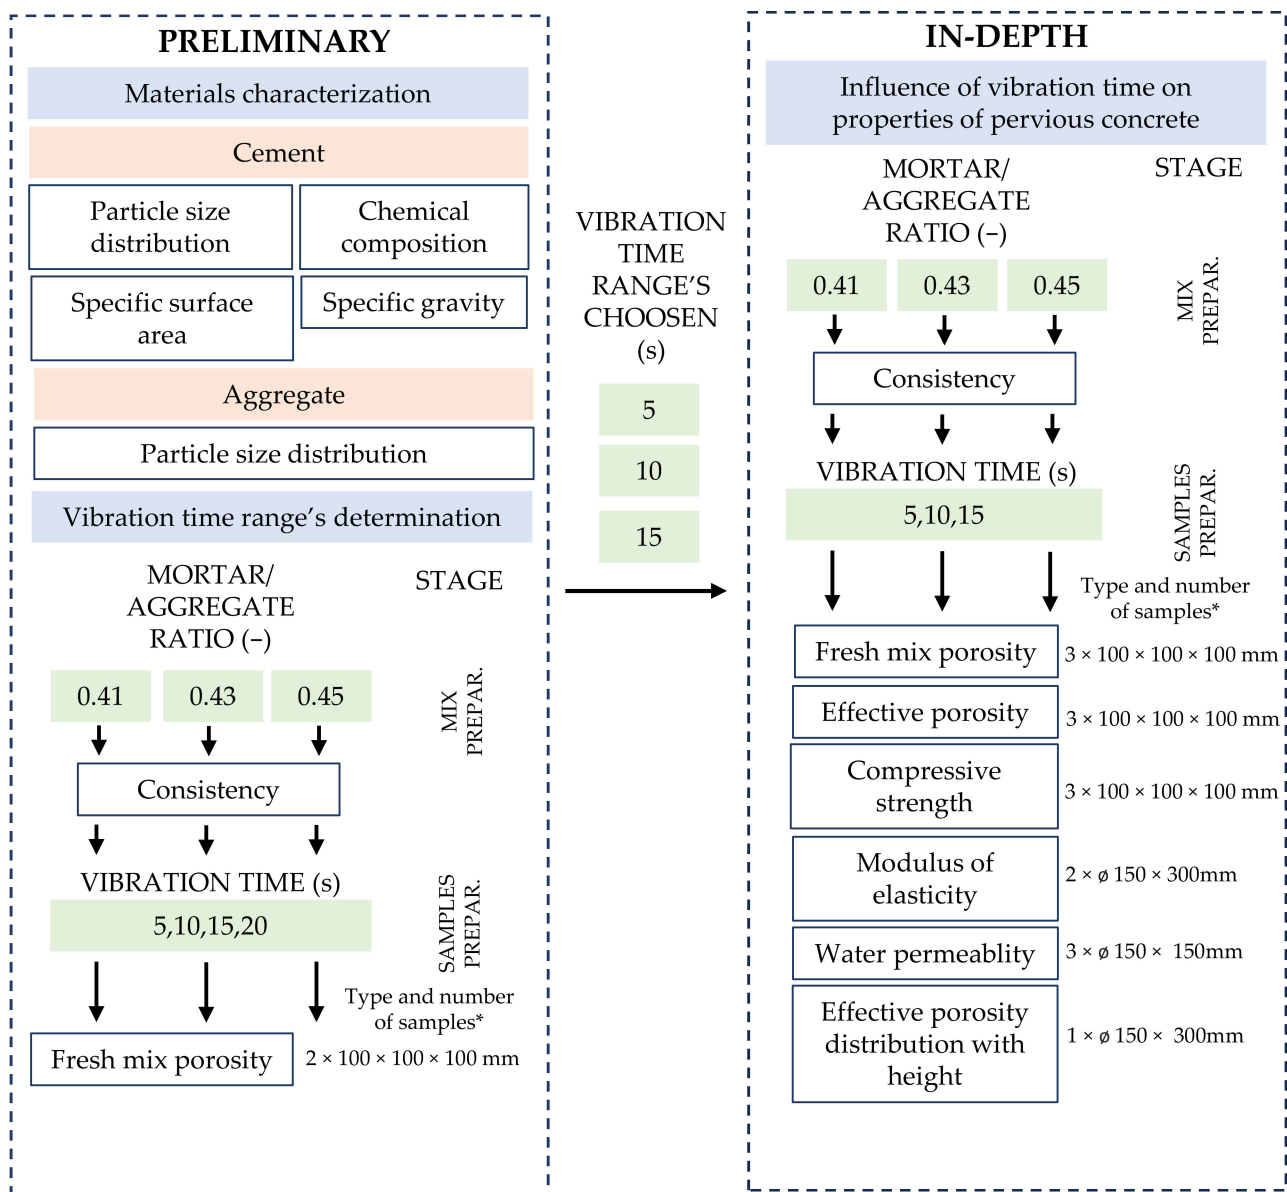 PRELIMINARY
Materials characterization
Cement
Particle size
distribution
Chemical
composition
Specific surface
area
Specific gravity
Aggregate
Particle size distribution
Vibration time range’s determination
MORTAR/
AGGREGATE
RATIO (−)
STAGE
0.41
0.43
0.45
MIX
PREPAR.
Consistency
VIBRATION TIME (s)
5,10,15,20
SAMPLES
PREPAR.
Type and number
of samples*
Fresh mix porosity
2 × 100 × 100 × 100 mm
VIBRATION
TIME
RANGE’S
CHOOSEN
(s)
5
10
15
IN-DEPTH
Influence of vibration time on
properties of pervious concrete
MORTAR/
AGGREGATE
RATIO (−)
STAGE
0.41
0.43
0.45
MIX
PREPAR.
Consistency
VIBRATION TIME (s)
5,10,15
SAMPLES
PREPAR.
Type and number
of samples*
Fresh mix porosity
3 × 100 × 100 × 100 mm
Effective porosity
3 × 100 × 100 × 100 mm
Compressive
strength
3 × 100 × 100 × 100 mm
Modulus of
elasticity
2 × ø 150 × 300mm
Water permeablity
3 × ø 150 × 150mm
Effective porosity
distribution with
height
1 × ø 150 × 300mm